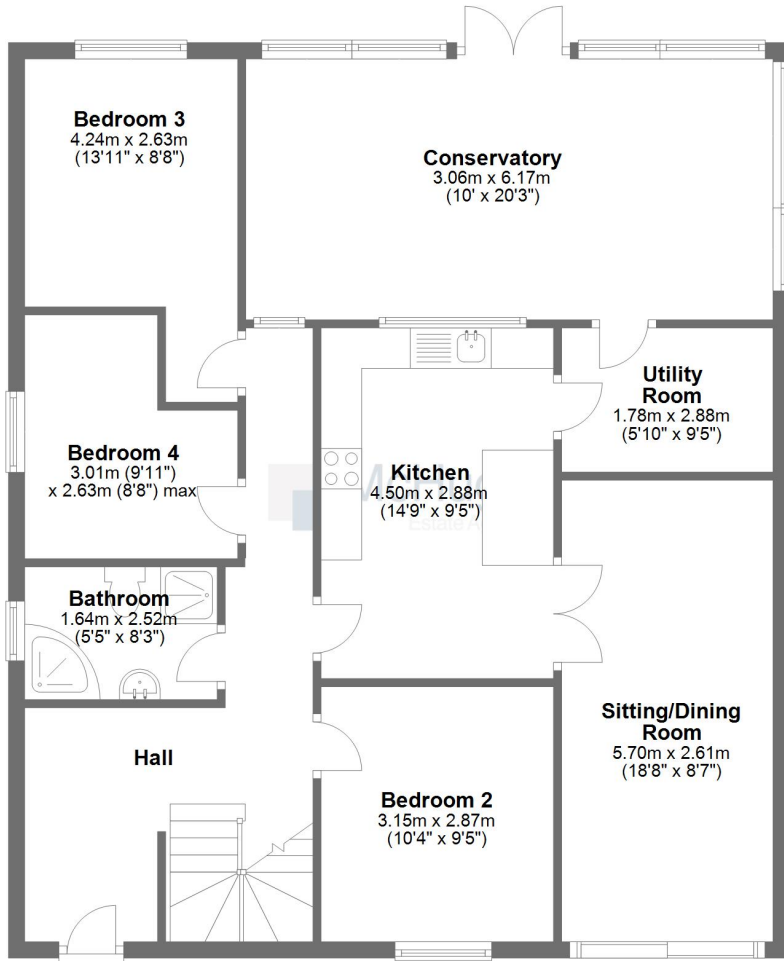 Bedroom 3
4.24m x 2.63m
(13'11" x 8'8")
Conservatory
3.06m x 6.17m
(10' x 20'3")
Utility
Room
1.78m x 2.88m
(5'10" x 9'5")
Bedroom 4
3.01m (9'11")
x 2.63m (8'8") max
Kitchen
4.50m x 2.88m
(14'9" x 9'5")
Estate
Bathroom
1.64m x 2.52m
(5'5" x 8'3")
Sitting/Dining
Room
5.70m x 2.61m
(18'8" x 8'7")
Hall
Bedroom 2
3.15m x 2.87m
(10'4" x 9'5")